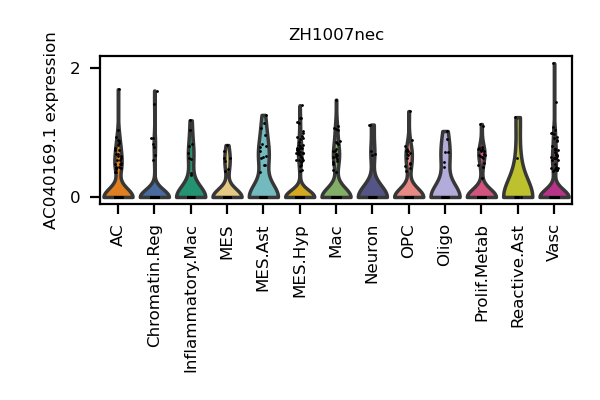 ZH1007nec
AC040169.1 expression
2
0
AC
Chromatin.Reg
Inflammatory.Mac
MES
MES.Ast
MES.Hyp
Mac
Neuron
OPC
Oligo
Prolif.Metab
Reactive.Ast
Vasc